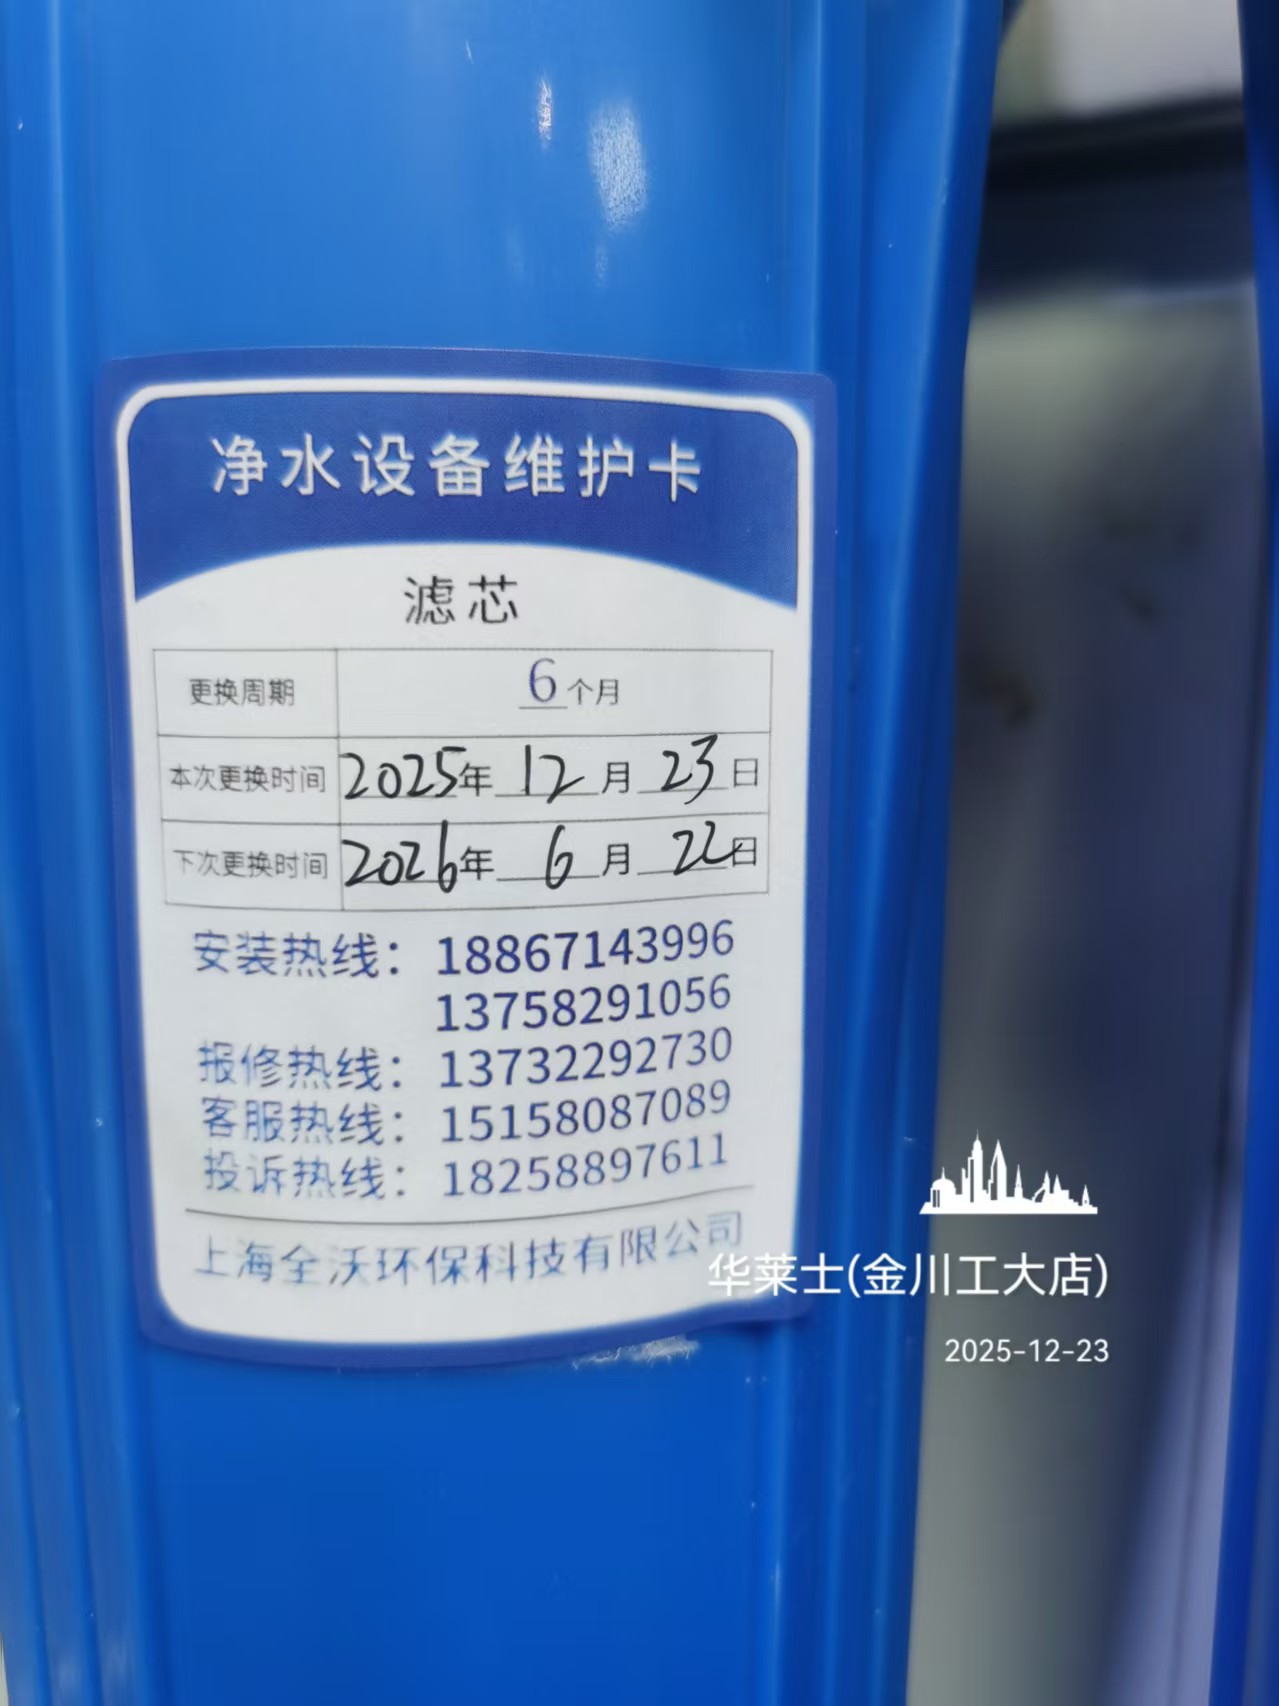 净水设备维护卡
滤芯
更换周期 6个月
本次更换时间 2025年 12月 23日
下次更换时间 2026年 6月 22日
安装热线：18867143996
13758291056
报修热线：13732292730
客服热线：15158087089
投诉热线：18258897611
上海全沃环保科技有限公司
华莱士(金川工大店)
2025-12-23